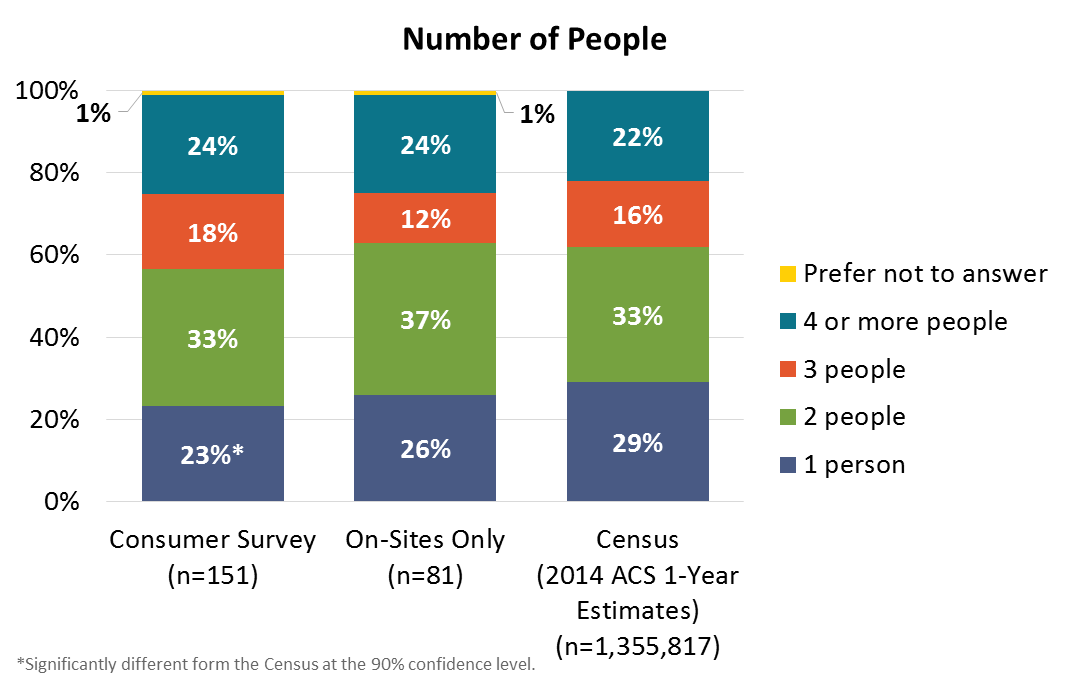 Number of People
100%
80%
60%
40%
20%
0%
1%
24%
18%
33%
23%*
24%
12%
37%
26%
1%
22%
16%
33%
29%
Prefer not to answer
4 or more people
3 people
2 people
1 person
Consumer Survey
(n=151)
On-Sites Only
(n=81)
Census
(2014 ACS 1-Year
Estimates)
(n=1,355,817)
*Significantly different form the Census at the 90% confidence level.